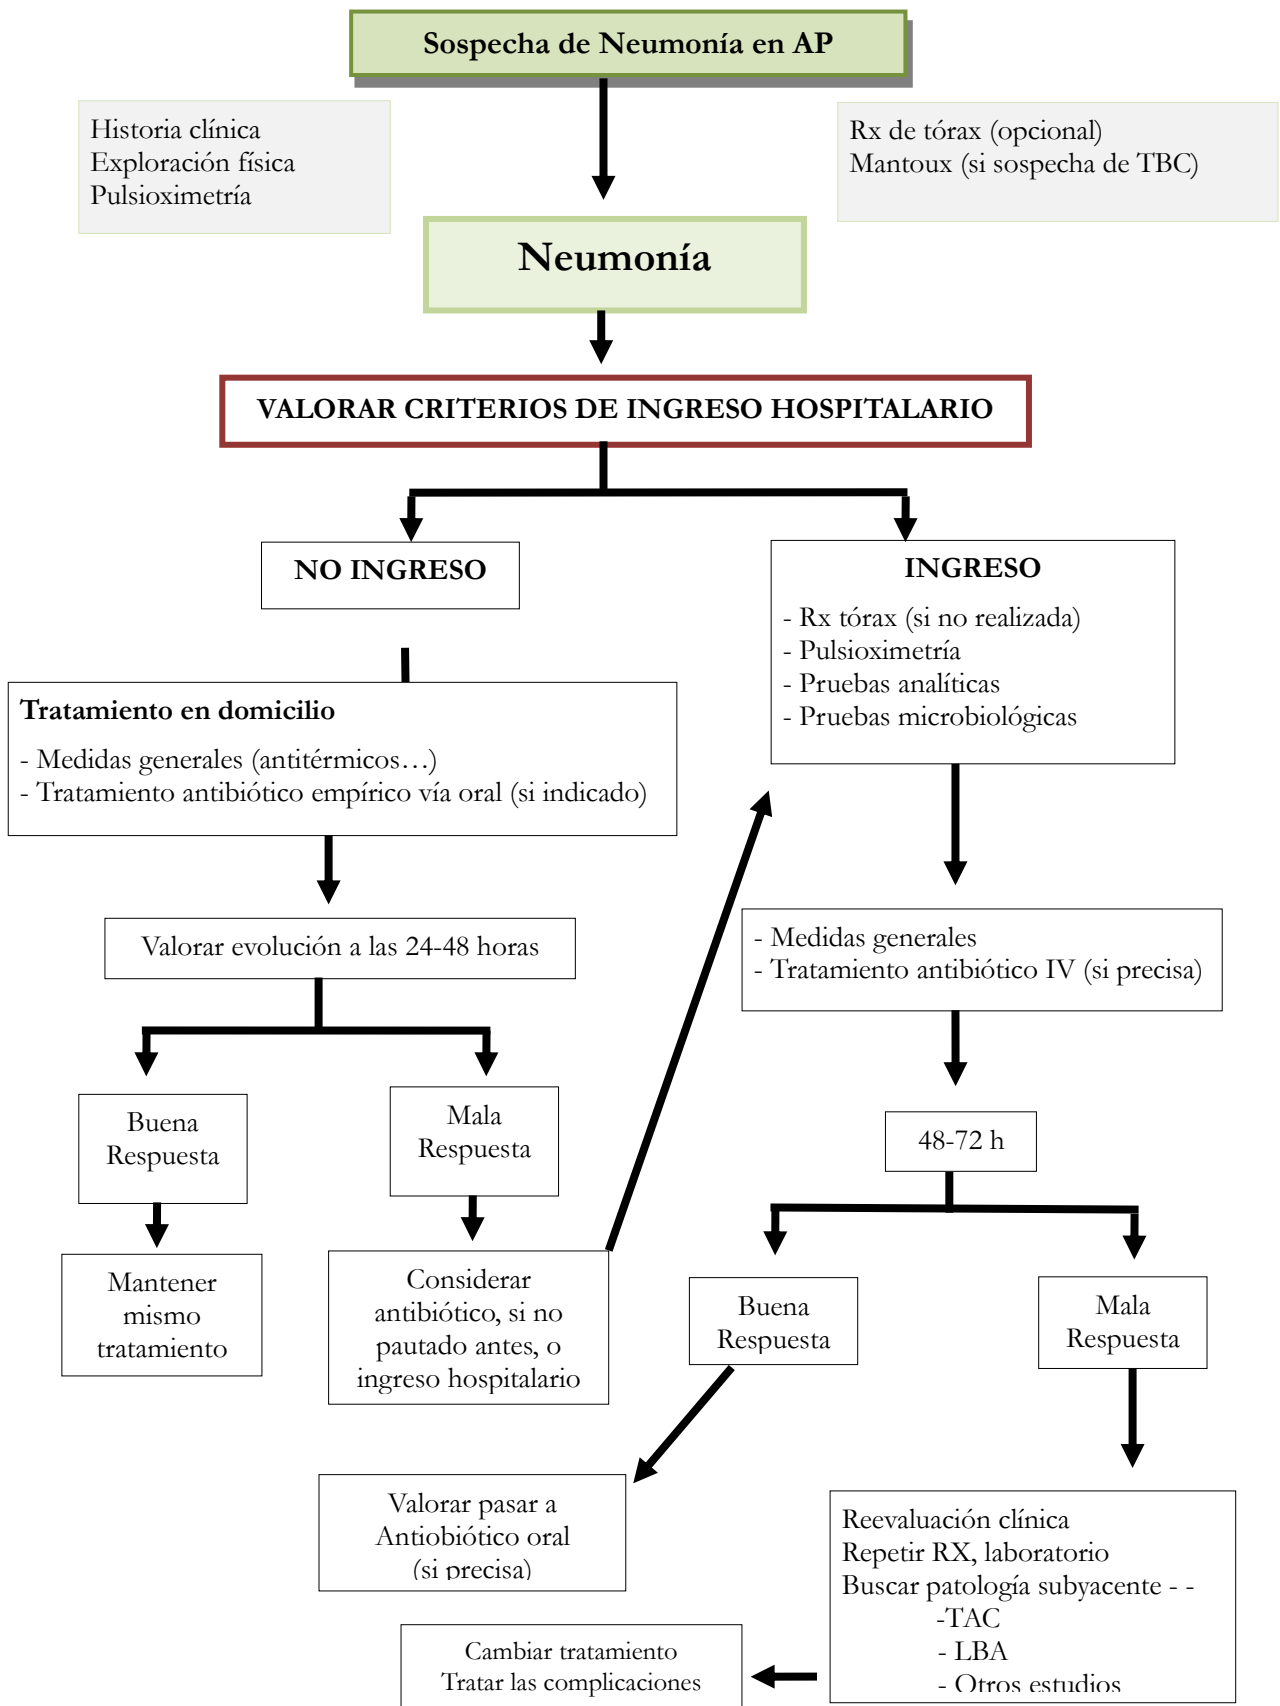 Sospecha de Neumonía en AP
Historia clínica
Exploración física
Pulsioximetría
Rx de tórax (opcional)
Mantoux (si sospecha de TBC)
Neumonía
VALORAR CRITERIOS DE INGRESO HOSPITALARIO
NO INGRESO
INGRESO
- Rx tórax (si no realizada)
- Pulsioximetría
- Pruebas analíticas
- Pruebas microbiológicas
Tratamiento en domicilio
- Medidas generales (antitérmicos…)
- Tratamiento antibiótico empírico vía oral (si indicado)
Valorar evolución a las 24-48 horas
- Medidas generales
- Tratamiento antibiótico IV (si precisa)
Buena
Respuesta
Mala
Respuesta
48-72 h
Mantener
mismo
tratamiento
Considerar
antibiótico, si no
pautado antes, o
ingreso hospitalario
Buena
Respuesta
Mala
Respuesta
Valorar pasar a
Antiobiótico oral
(si precisa)
Reevaluación clínica
Repetir RX, laboratorio
Buscar patología subyacente - -
-TAC
- LBA
- Otros estudios
Cambiar tratamiento
Tratar las complicaciones